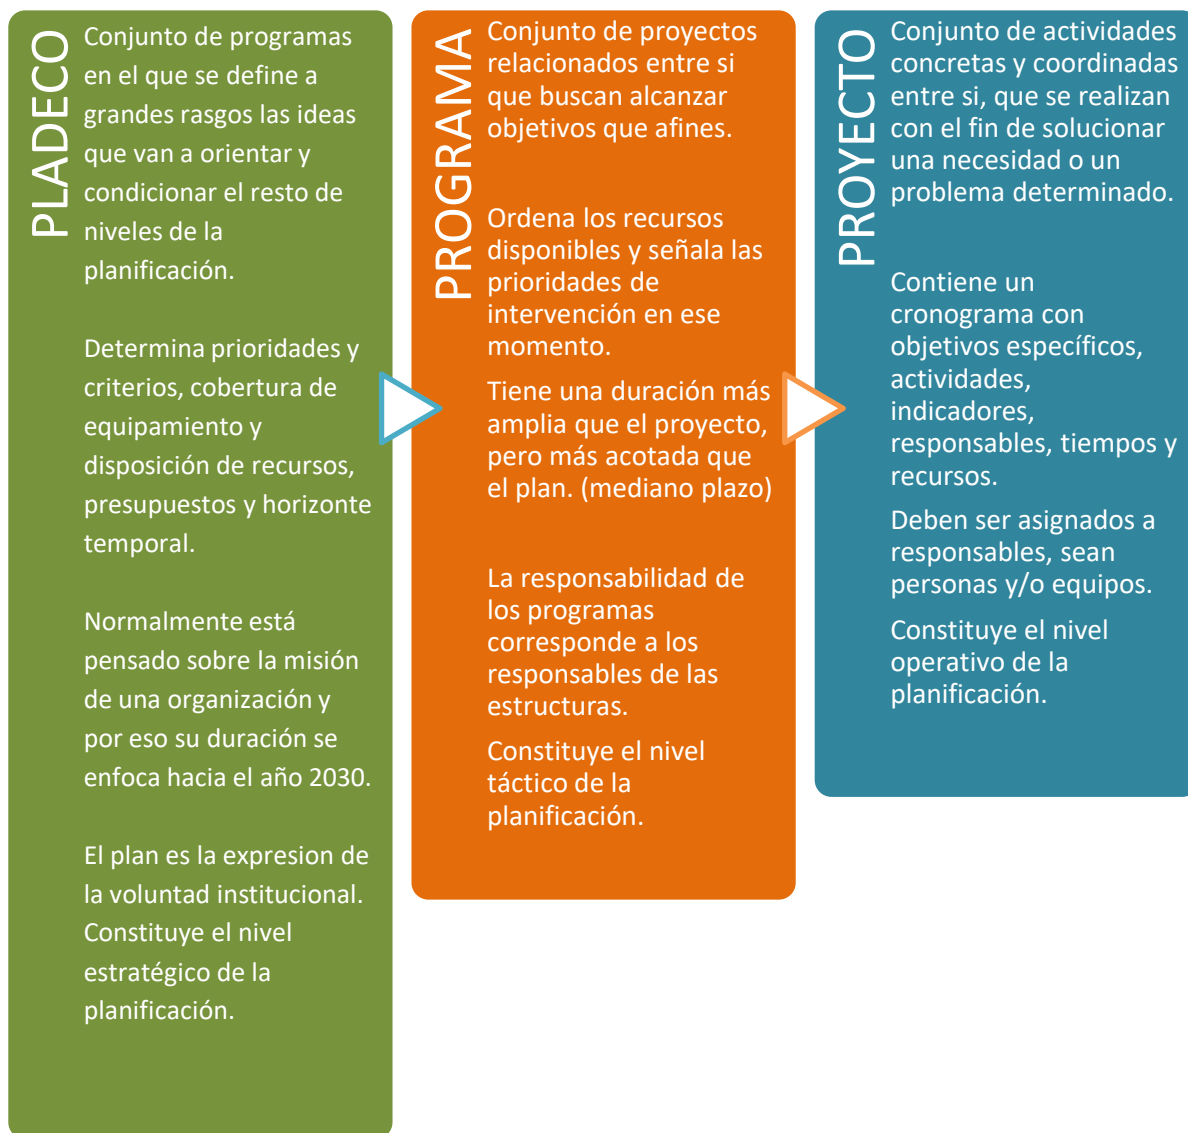 PLADECO
Conjunto de programas
en el que se define a
grandes rasgos las ideas
que van a orientar y
condicionar el resto de
niveles de la
planificación.
Determina prioridades y
criterios, cobertura de
equipamiento y
disposición de recursos,
presupuestos y horizonte
temporal.
Normalmente está
pensado sobre la misión
de una organización y
por eso su duración se
enfoca hacia el año 2030.
El plan es la expresion de
la voluntad institucional.
Constituye el nivel
estratégico de la
planificación.
PROGRAMA
Conjunto de proyectos
relacionados entre si
que buscan alcanzar
objetivos que afines.
Ordena los recursos
disponibles y señala las
prioridades de
intervención en ese
momento.
Tiene una duración más
amplia que el proyecto,
pero más acotada que
el plan. (mediano plazo)
La responsabilidad de
los programas
corresponde a los
responsables de las
estructuras.
Constituye el nivel
táctico de la
planificación.
PROYECTO
Conjunto de actividades
concretas y coordinadas
entre si, que se realizan
con el fin de solucionar
una necesidad o un
problema determinado.
Contiene un
cronograma con
objetivos específicos,
actividades,
indicadores,
responsables, tiempos y
recursos.
Deben ser asignados a
responsables, sean
personas y/o equipos.
Constituye el nivel
operativo de la
planificación.